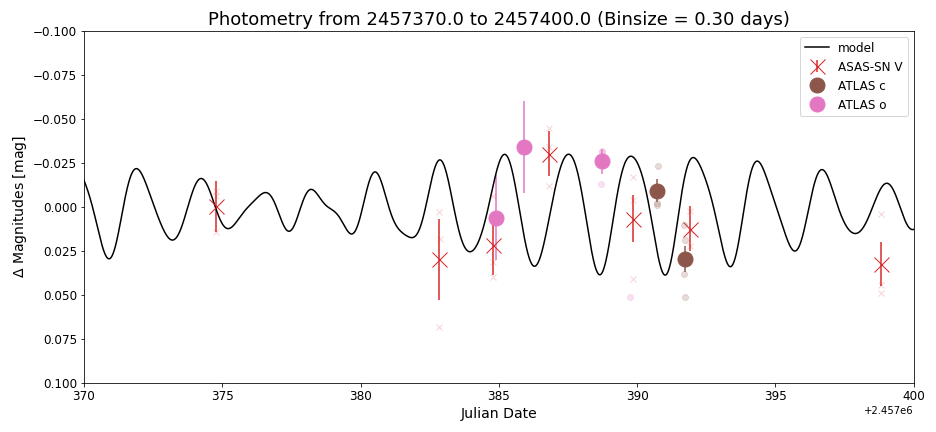 Photometry from 2457370.0 to 2457400.0 (Binsize = 0.30 days)
−0.100
−0.075
−0.050
−0.025
0.000
0.025
0.050
0.075
0.100
Δ Magnitudes [mag]
model
ASAS-SN V
ATLAS c
ATLAS o
370
375
380
385
390
395
400
+2.457e6
Julian Date